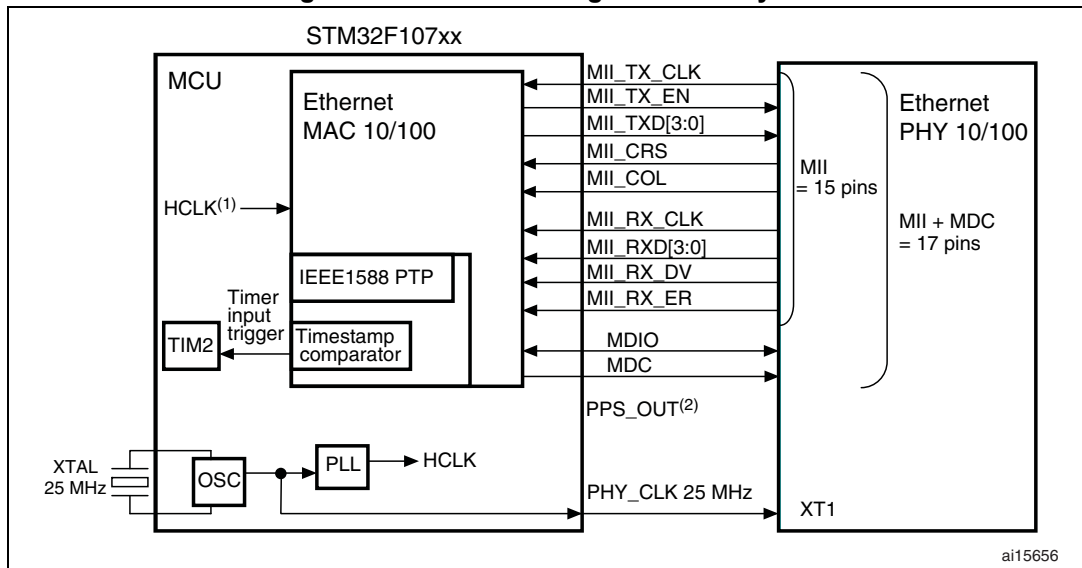 STM32F107xx
MCU
Ethernet
MAC 10/100
HCLK(1)
IEEE1588 PTP
Timer
input
trigger
Timestamp
comparator
TIM2
XTAL
25 MHz
OSC
PLL
HCLK
MII_TX_CLK
MII_TX_EN
MII_TXD[3:0]
MII_CRS
MII_COL
MII_RX_CLK
MII_RXD[3:0]
MII_RX_DV
MII_RX_ER
MDIO
MDC
PPS_OUT(2)
PHY_CLK 25 MHz
MII
= 15 pins
MII + MDC
= 17 pins
Ethernet
PHY 10/100
XT1
ai15656